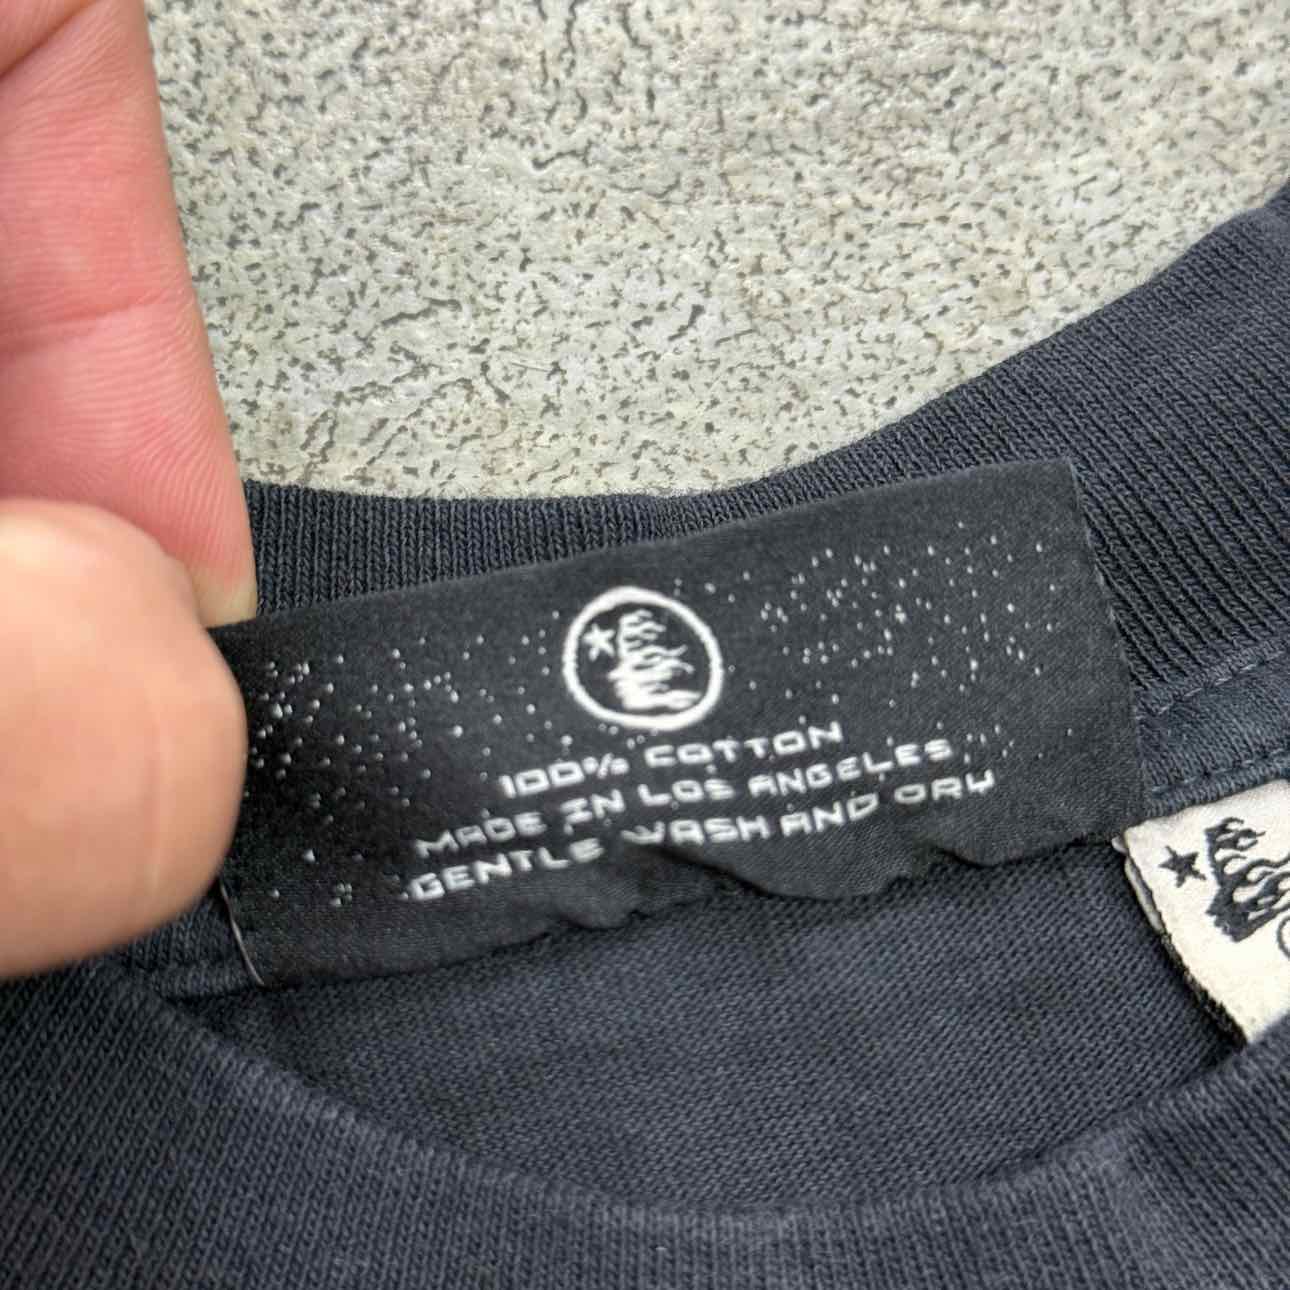 100% COTTON
MADE IN LOS ANGELES
GENTLE WASH AND DRY